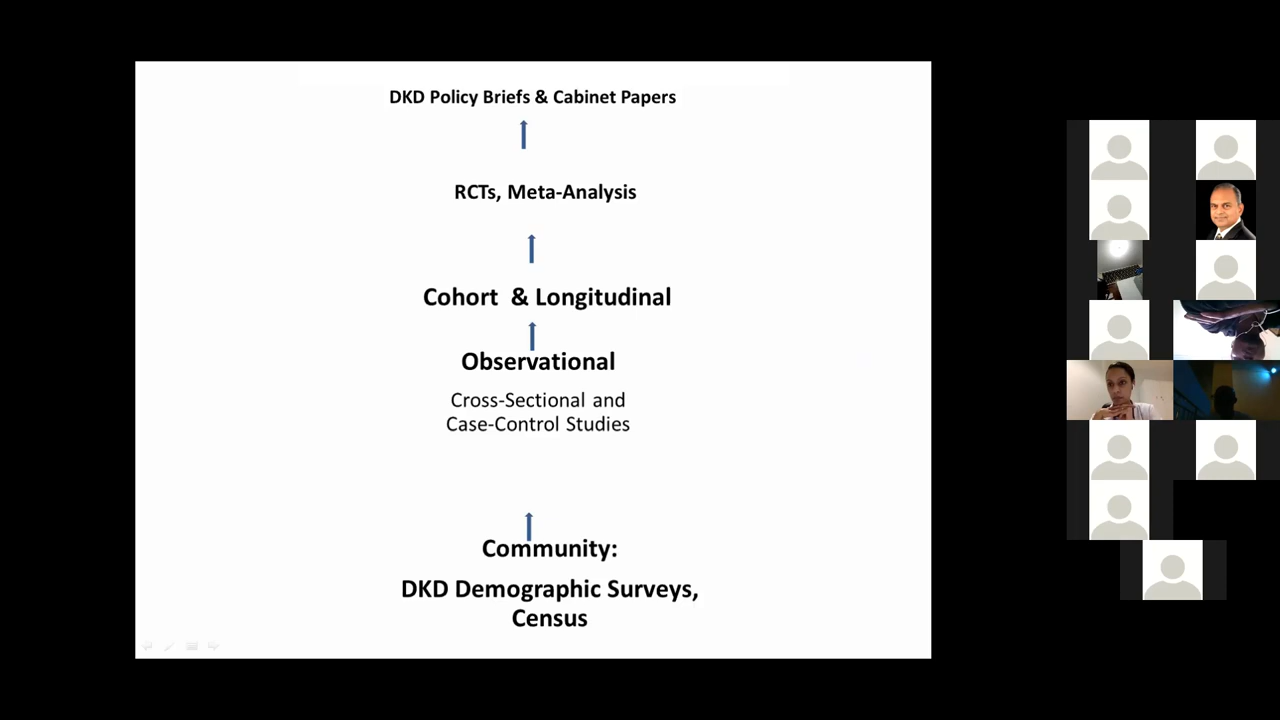 DKD Policy Briefs & Cabinet Papers
RCTs, Meta-Analysis
Cohort & Longitudinal
Observational
Cross-Sectional and
Case-Control Studies
Community:
DKD Demographic Surveys,
Census